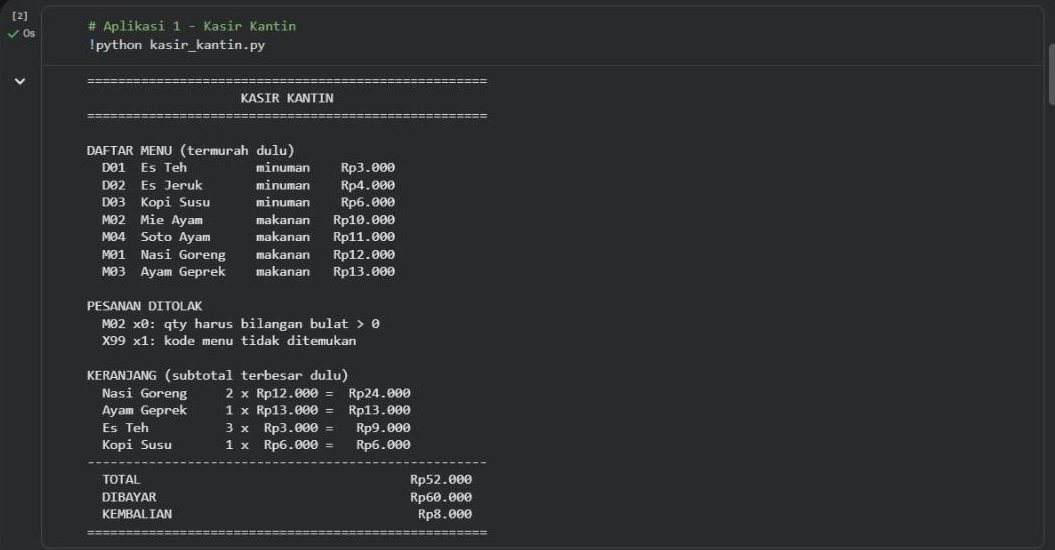 [2]
0s
# Aplikasi 1 - Kasir Kantin
!python kasir_kantin.py
====================================================
KASIR KANTIN
====================================================
DAFTAR MENU (termurah dulu)
D01  Es Teh         minuman    Rp3.000
D02  Es Jeruk       minuman    Rp4.000
D03  Kopi Susu      minuman    Rp6.000
M02  Mie Ayam       makanan   Rp10.000
M04  Soto Ayam      makanan   Rp11.000
M01  Nasi Goreng    makanan   Rp12.000
M03  Ayam Geprek    makanan   Rp13.000
PESANAN DITOLAK
M02 x0: qty harus bilangan bulat > 0
X99 x1: kode menu tidak ditemukan
KERANJANG (subtotal terbesar dulu)
Nasi Goreng     2 x Rp12.000 =  Rp24.000
Ayam Geprek     1 x Rp13.000 =  Rp13.000
Es Teh          3 x  Rp3.000 =   Rp9.000
Kopi Susu       1 x  Rp6.000 =   Rp6.000
----------------------------------------------------
TOTAL                                   Rp52.000
DIBAYAR                                 Rp60.000
KEMBALIAN                                Rp8.000
====================================================